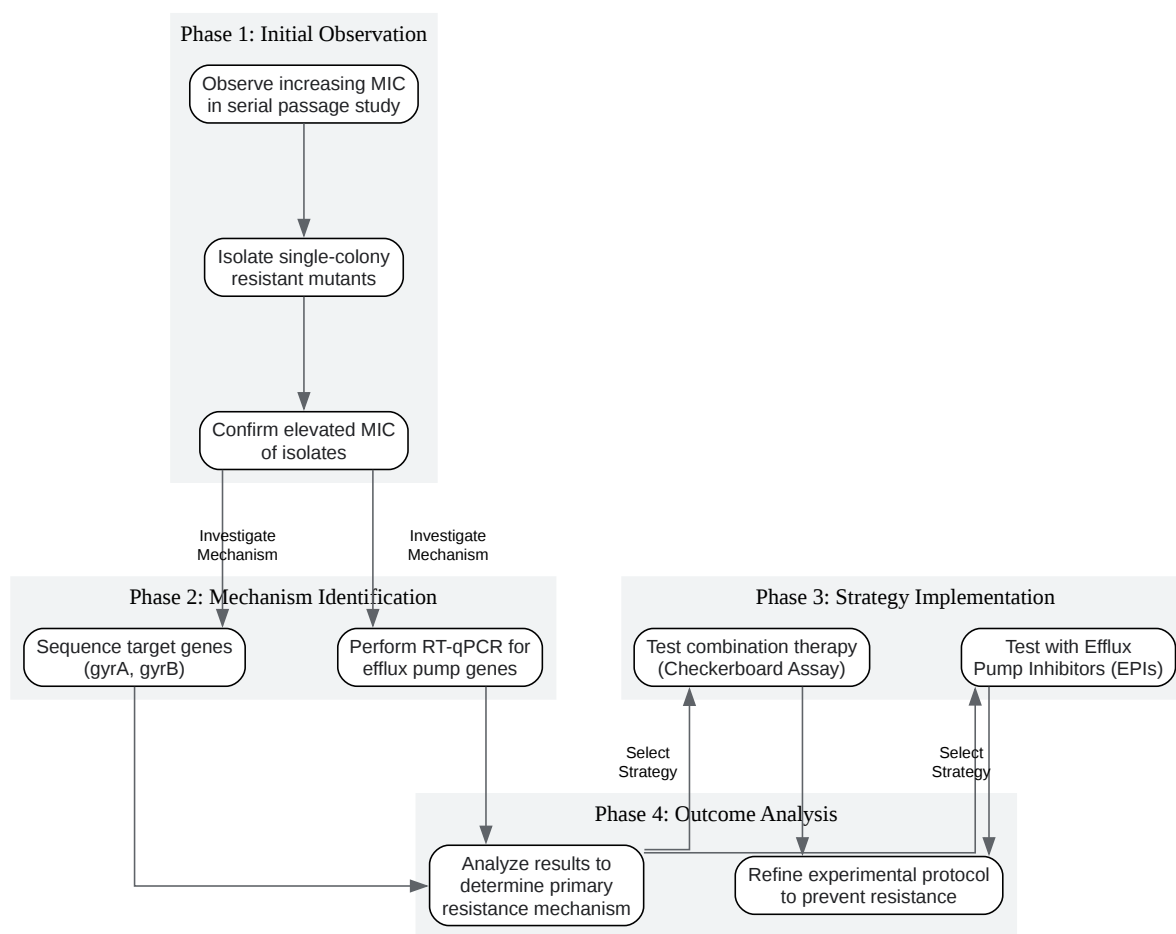 Phase 1: Initial Observation
Observe increasing MIC
in serial passage study
Isolate single-colony
resistant mutants
Confirm elevated MIC
of isolates
Investigate
Mechanism
Investigate
Mechanism
Phase 2: Mechanism Identification
Sequence target genes
(gyrA, gyrB)
Perform RT-qPCR for
efflux pump genes
Phase 3: Strategy Implementation
Test combination therapy
(Checkerboard Assay)
Test with Efflux
Pump Inhibitors (EPIs)
Select
Strategy
Select
Strategy
Phase 4: Outcome Analysis
Analyze results to
determine primary
resistance mechanism
Refine experimental protocol
to prevent resistance